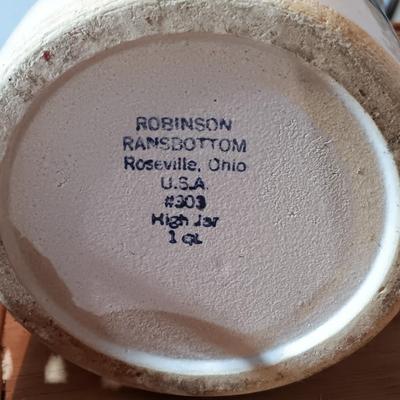 ROBINSON
RANSBOTTOM
Roseville, Ohio
U.S.A.
#303
High Jar
1 qt.